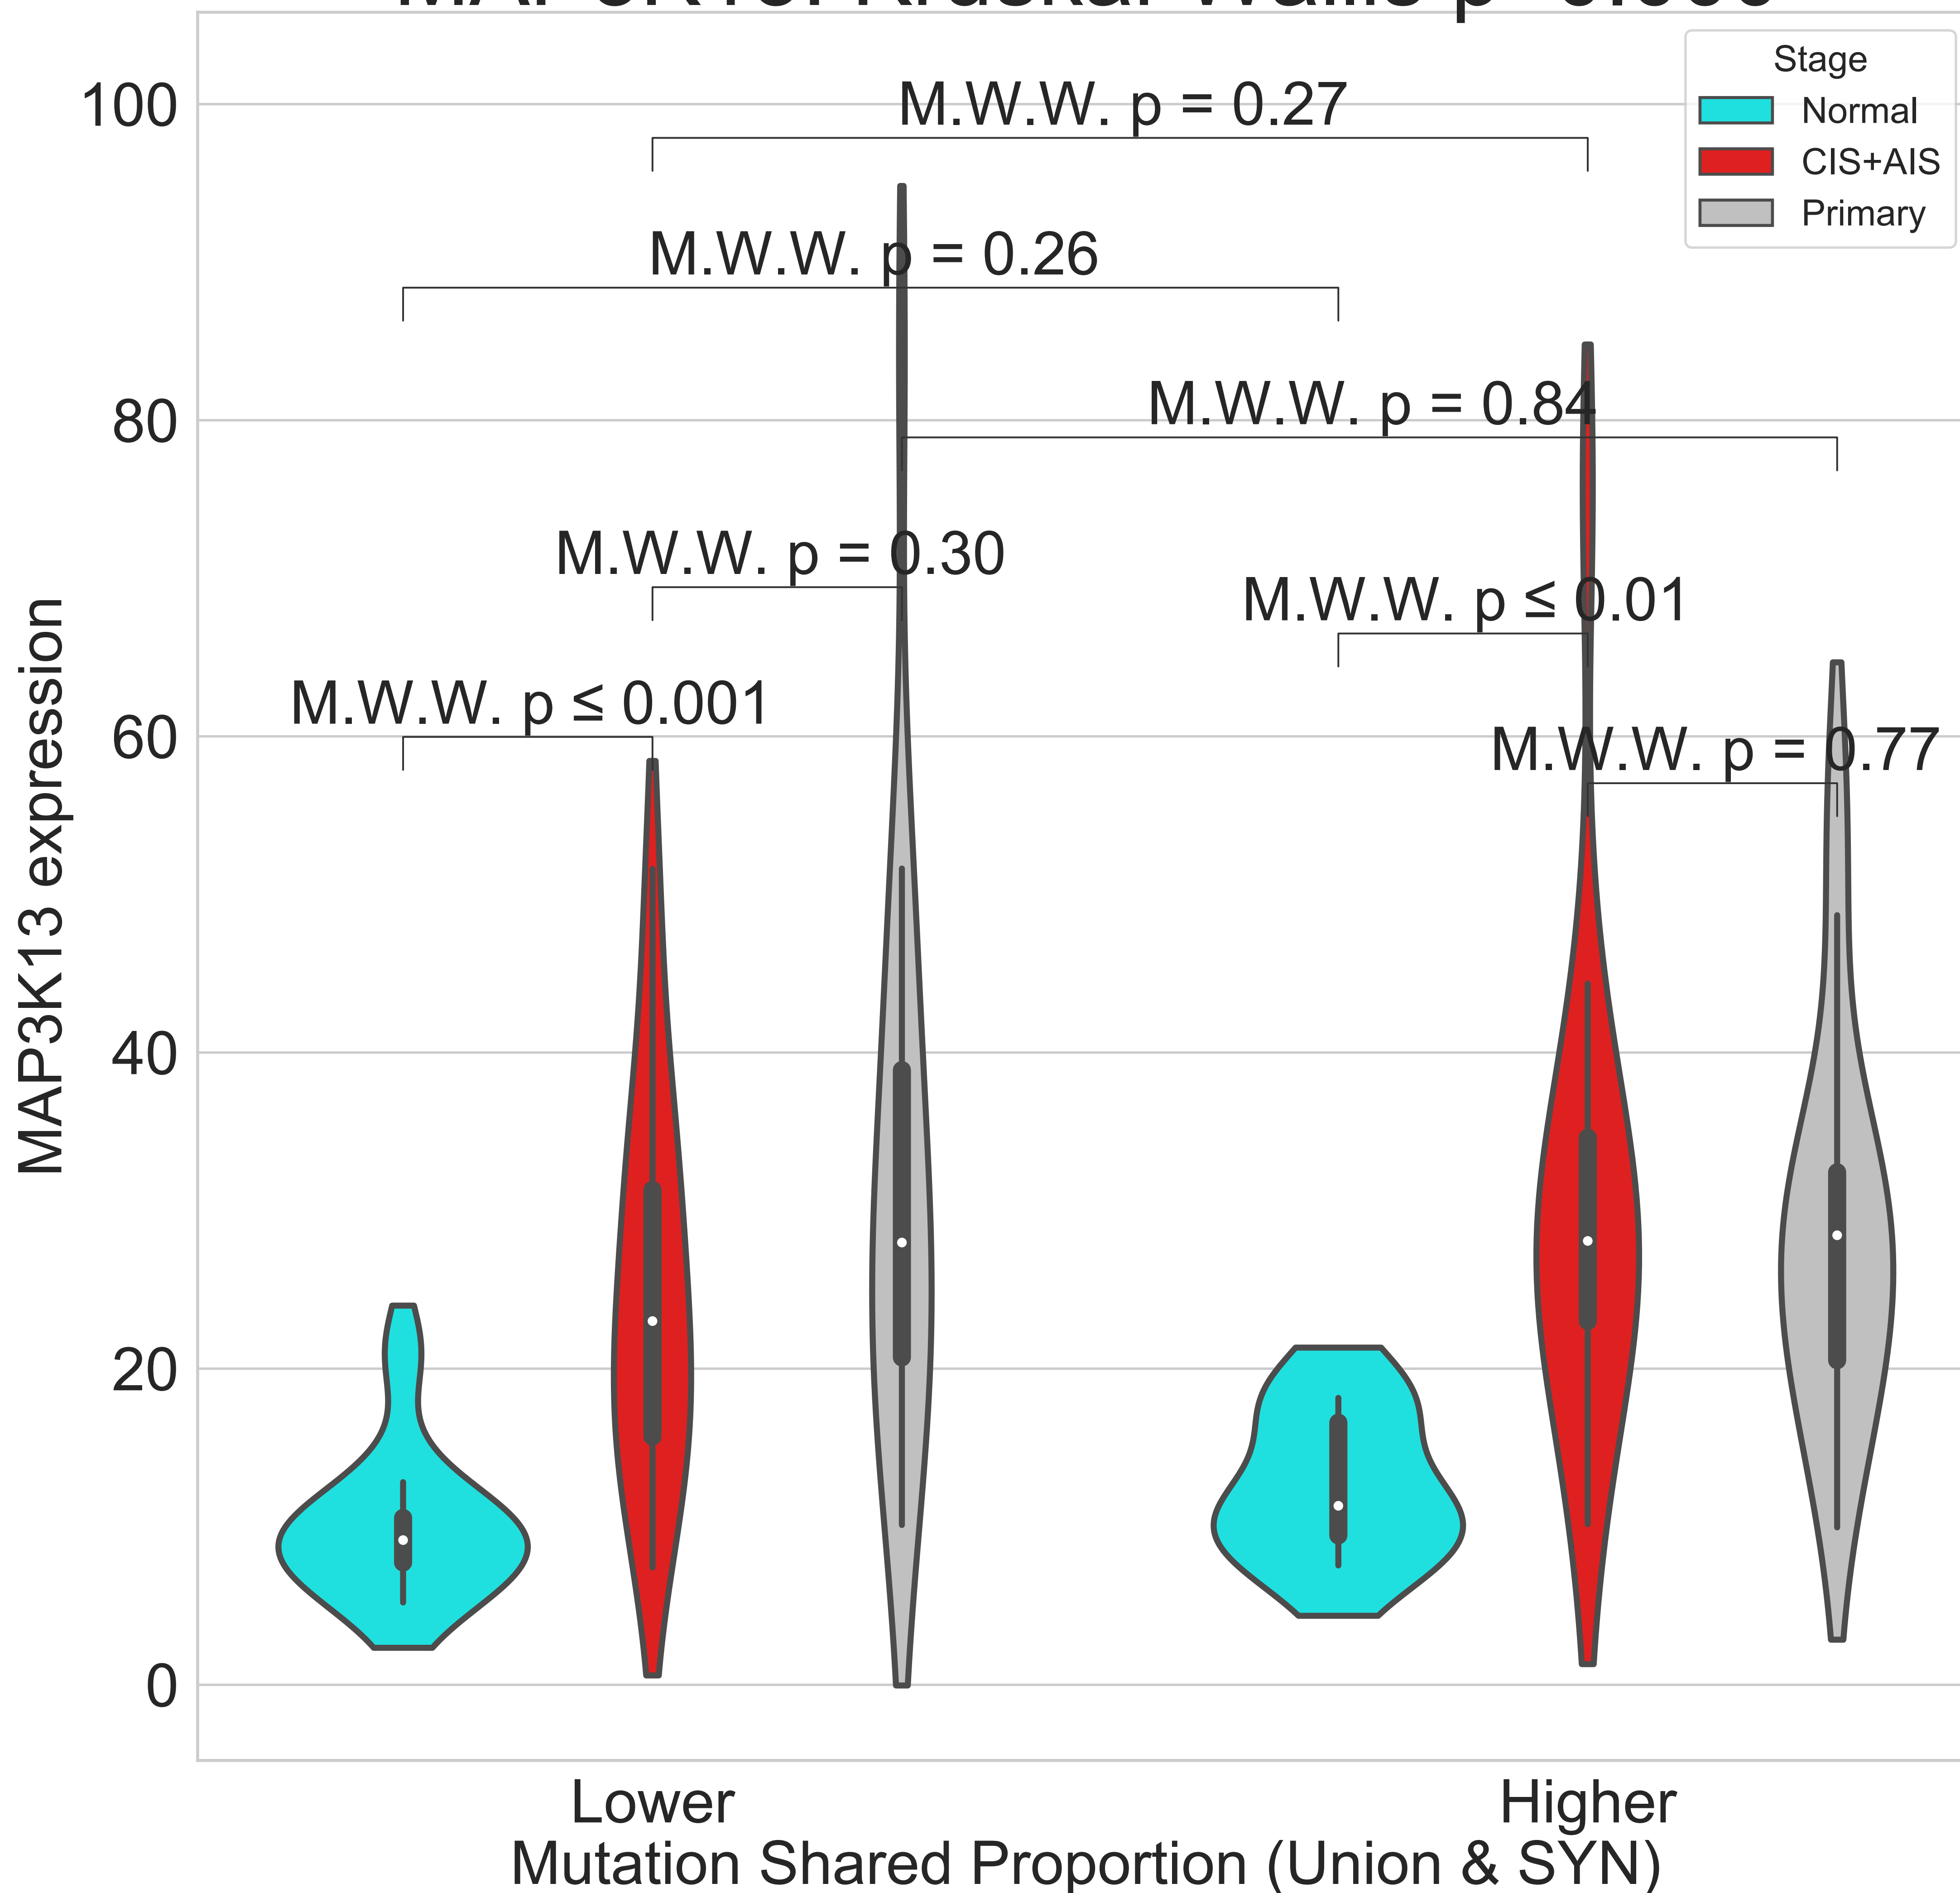 Stage
Normal
CIS+AIS
Primary
M.W.W. p = 0.27
M.W.W. p = 0.26
M.W.W. p = 0.84
M.W.W. p = 0.30
M.W.W. p ≤ 0.01
M.W.W. p ≤ 0.001
M.W.W. p = 0.77
100
80
60
40
20
0
MAP3K13 expression
Lower
Higher
Mutation Shared Proportion (Union & SYN)